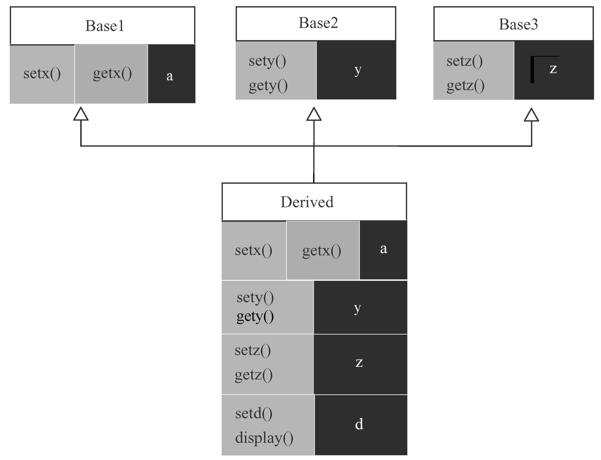 Base1
setx() getx() a
Base2
sety()
gety()
y
Base3
setz()
getz()
z
Derived
setx() getx() a
sety()
gety()
y
setz()
getz()
z
setd()
display()
d